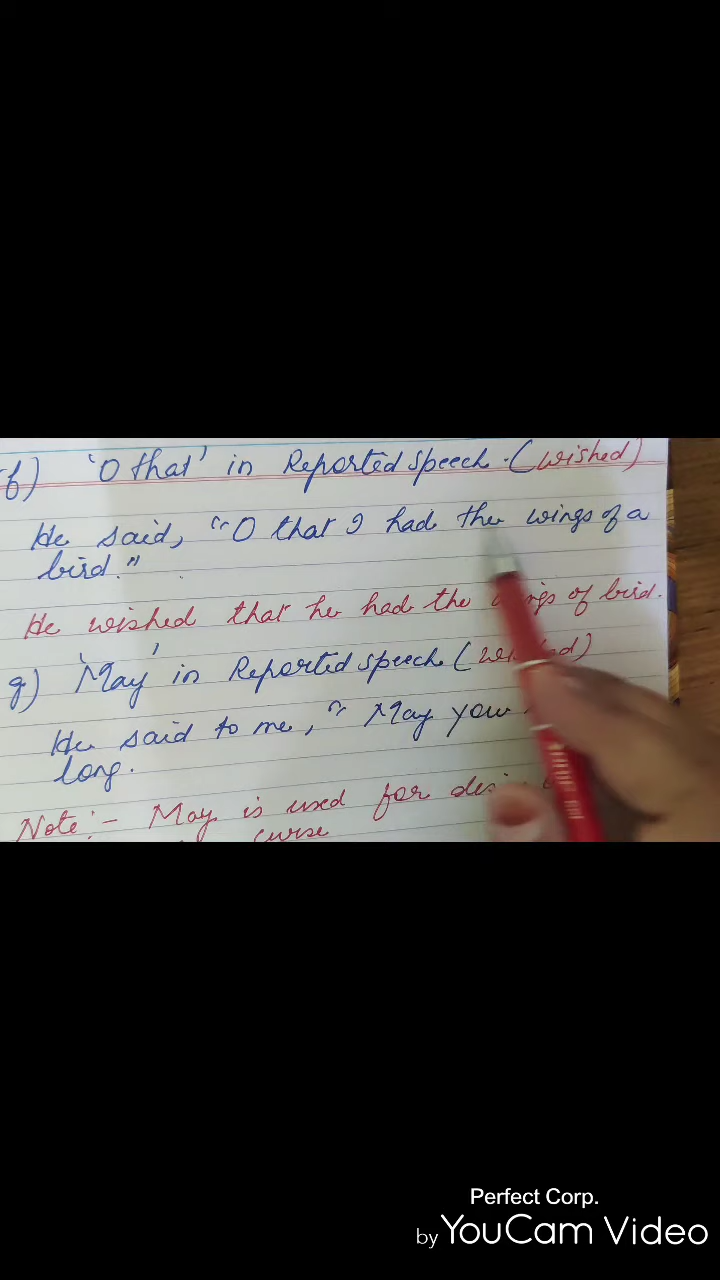 f) 'O that' in Reported speech. (wished)
He said, "O that I had the wings of a
bird."
He wished that he had the wings of bird.
g) 'May' in Reported speech (wished)
He said to me, " May you
long.
Note:- May is used for
curse
Perfect Corp.
by YouCam Video